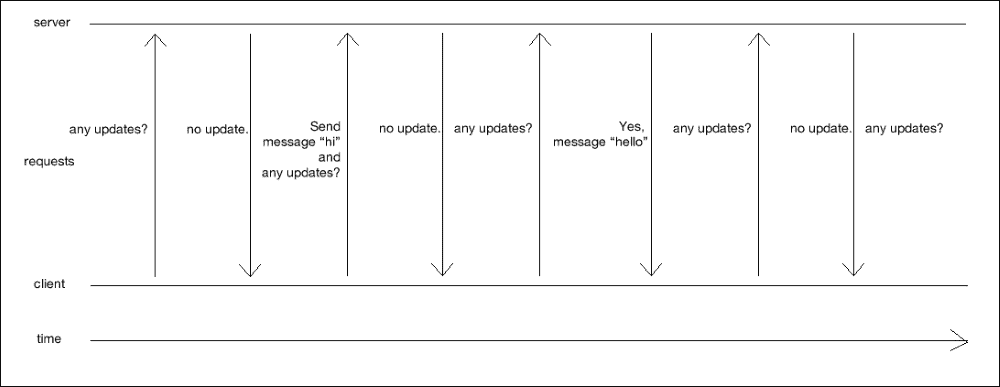 server
any updates?
no update.
Send
message “hi”
and
any updates?
no update.
any updates?
Yes,
message “hello”
any updates?
no update.
any updates?
requests
client
time